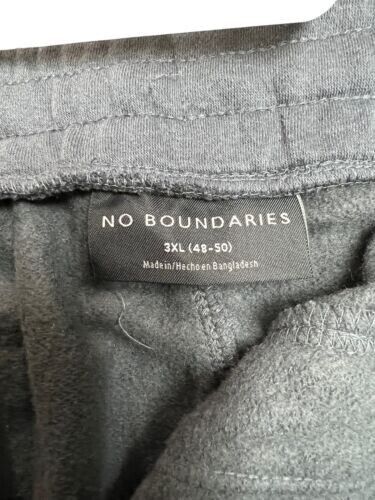 NO BOUNDARIES
3XL (48-50)
Made in/Hecho en Bangladesh